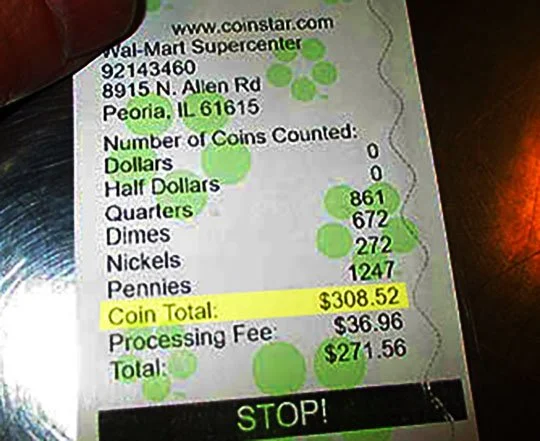 www.coinstar.com
Wal-Mart Supercenter
92143460
8915 N. Allen Rd
Peoria, IL 61615
Number of Coins Counted:
Dollars 0
Half Dollars 0
Quarters 861
Dimes 672
Nickels 272
Pennies 1247
Coin Total: $308.52
Processing Fee: $36.96
Total: $271.56
STOP!